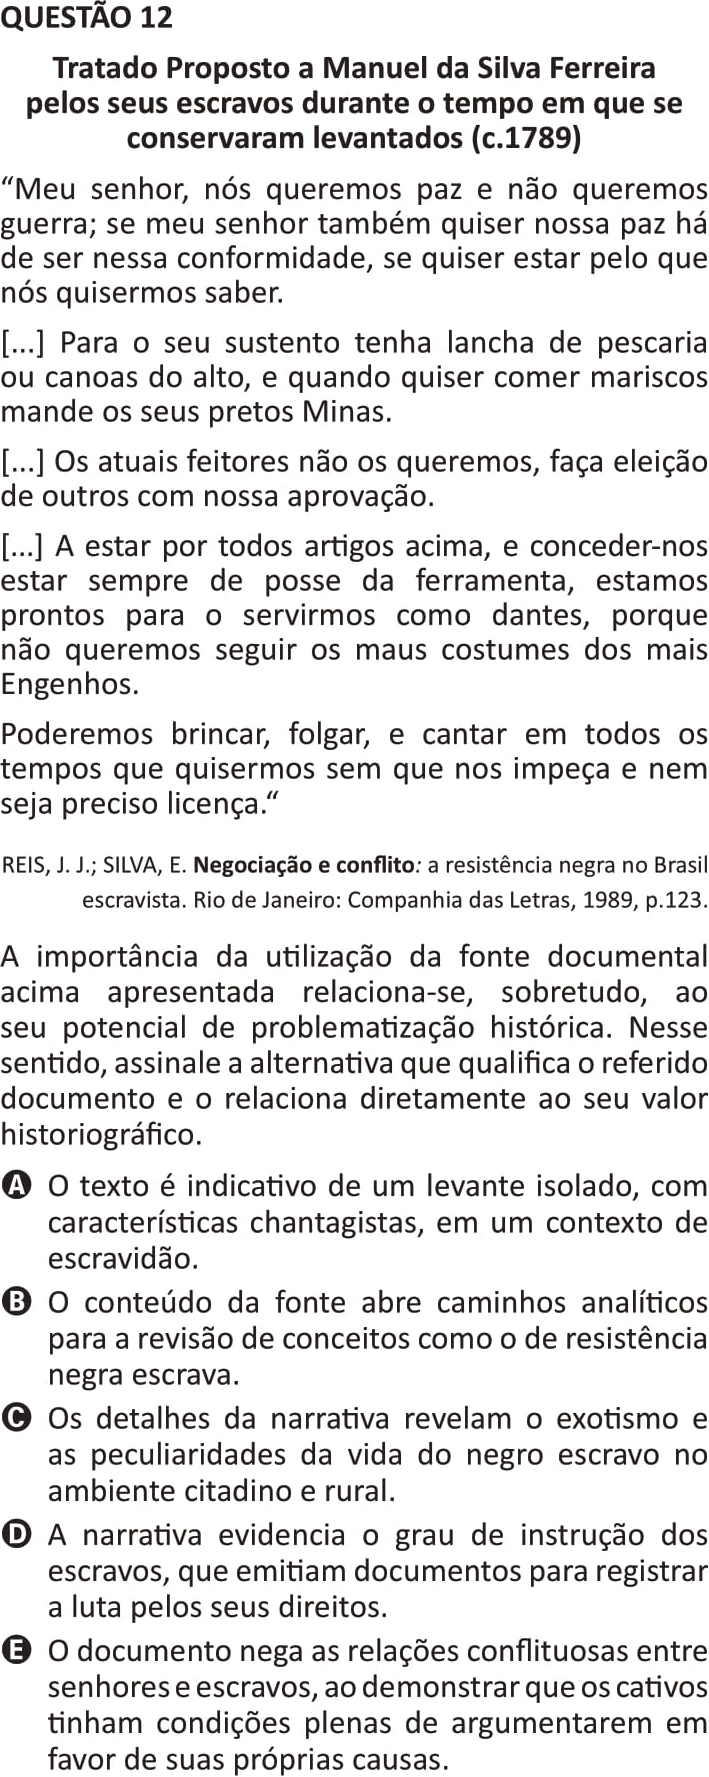 QUESTÃO 12
Tratado Proposto a Manuel da Silva Ferreira
pelos seus escravos durante o tempo em que se
conservaram levantados (c.1789)
“Meu senhor, nós queremos paz e não queremos
guerra; se meu senhor também quiser nossa paz há
de ser nessa conformidade, se quiser estar pelo que
nós quisermos saber.
[...] Para o seu sustento tenha lancha de pescaria
ou canoas do alto, e quando quiser comer mariscos
mande os seus pretos Minas.
[...] Os atuais feitores não os queremos, faça eleição
de outros com nossa aprovação.
[...] A estar por todos artigos acima, e conceder-nos
estar sempre de posse da ferramenta, estamos
prontos para o servirmos como dantes, porque
não queremos seguir os maus costumes dos mais
Engenhos.
Poderemos brincar, folgar, e cantar em todos os
tempos que quisermos sem que nos impeça e nem
seja preciso licença.“
REIS, J. J.; SILVA, E. Negociação e conflito: a resistência negra no Brasil
escravista. Rio de Janeiro: Companhia das Letras, 1989, p.123.
A importância da utilização da fonte documental
acima apresentada relaciona-se, sobretudo, ao
seu potencial de problematização histórica. Nesse
sentido, assinale a alternativa que qualifica o referido
documento e o relaciona diretamente ao seu valor
historiográfico.
A O texto é indicativo de um levante isolado, com
características chantagistas, em um contexto de
escravidão.
B O conteúdo da fonte abre caminhos analíticos
para a revisão de conceitos como o de resistência
negra escrava.
C Os detalhes da narrativa revelam o exotismo e
as peculiaridades da vida do negro escravo no
ambiente citadino e rural.
D A narrativa evidencia o grau de instrução dos
escravos, que emitiam documentos para registrar
a luta pelos seus direitos.
E O documento nega as relações conflituosas entre
senhores e escravos, ao demonstrar que os cativos
tinham condições plenas de argumentarem em
favor de suas próprias causas.